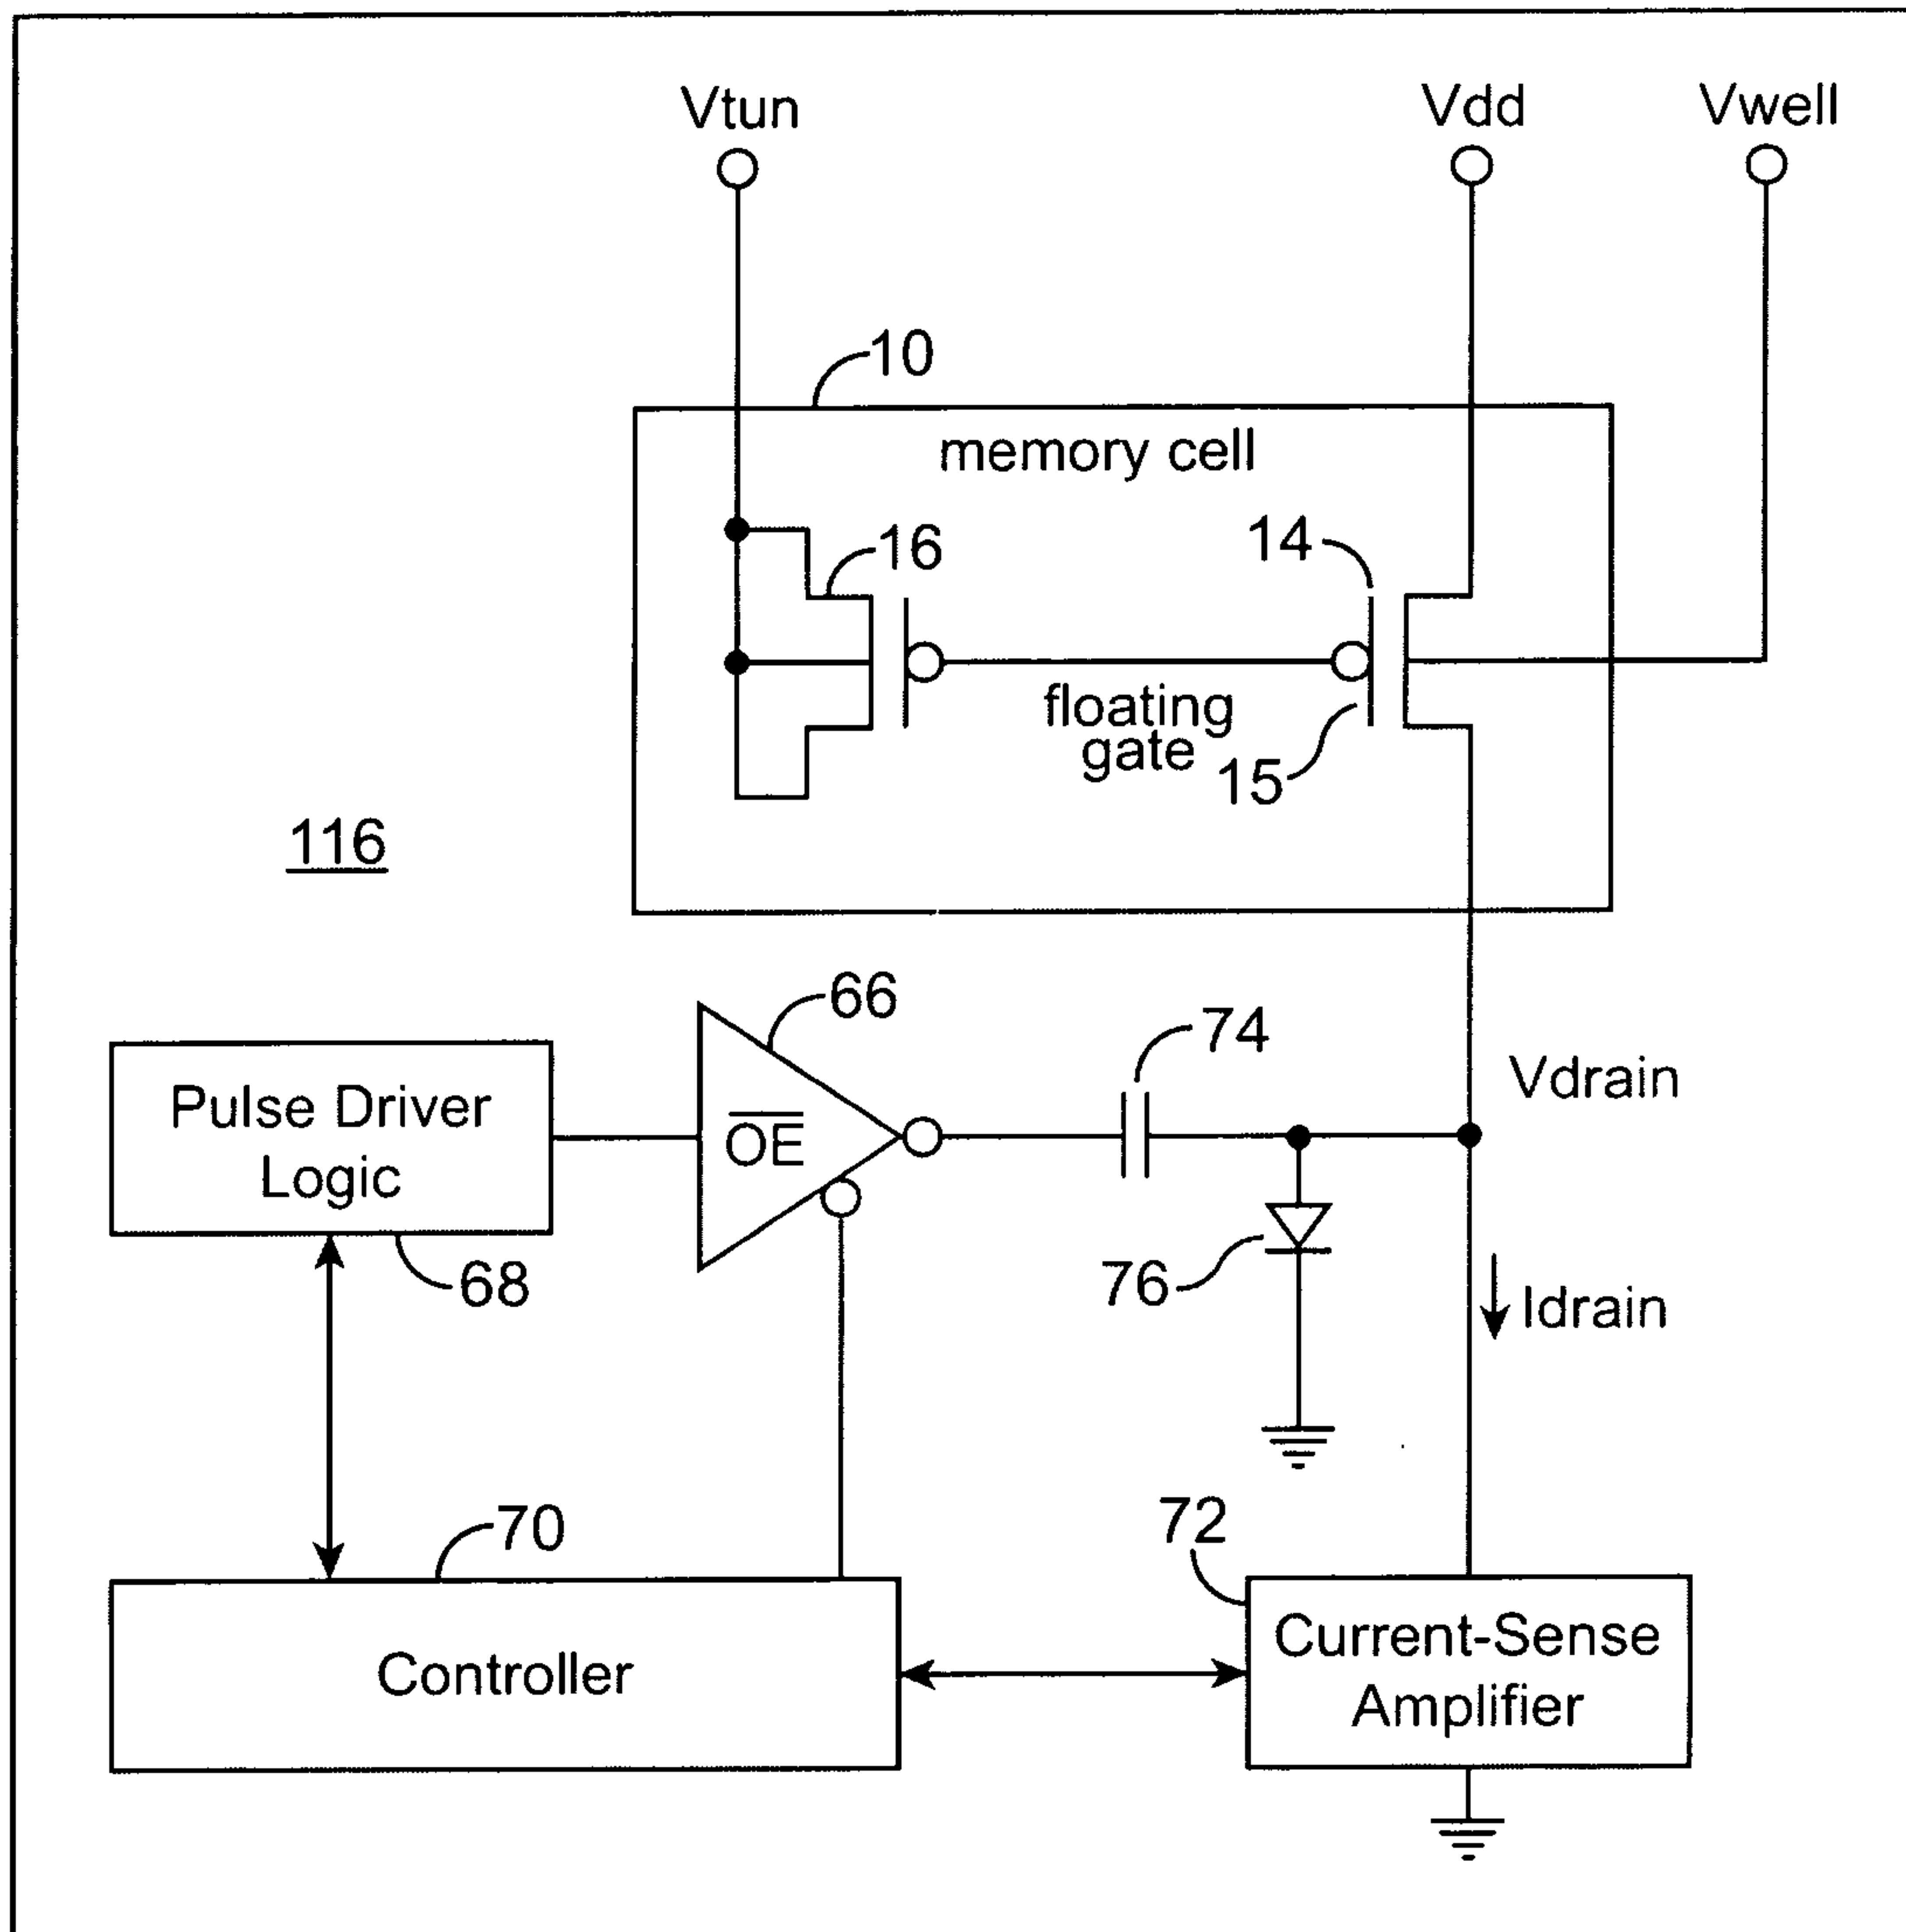 Vtun
Vdd
Vwell
10
memory cell
16
14
floating
gate
15
116
66
74
Vdrain
Pulse Driver
Logic
OE
68
76
Idrain
70
72
Controller
Current-Sense
Amplifier